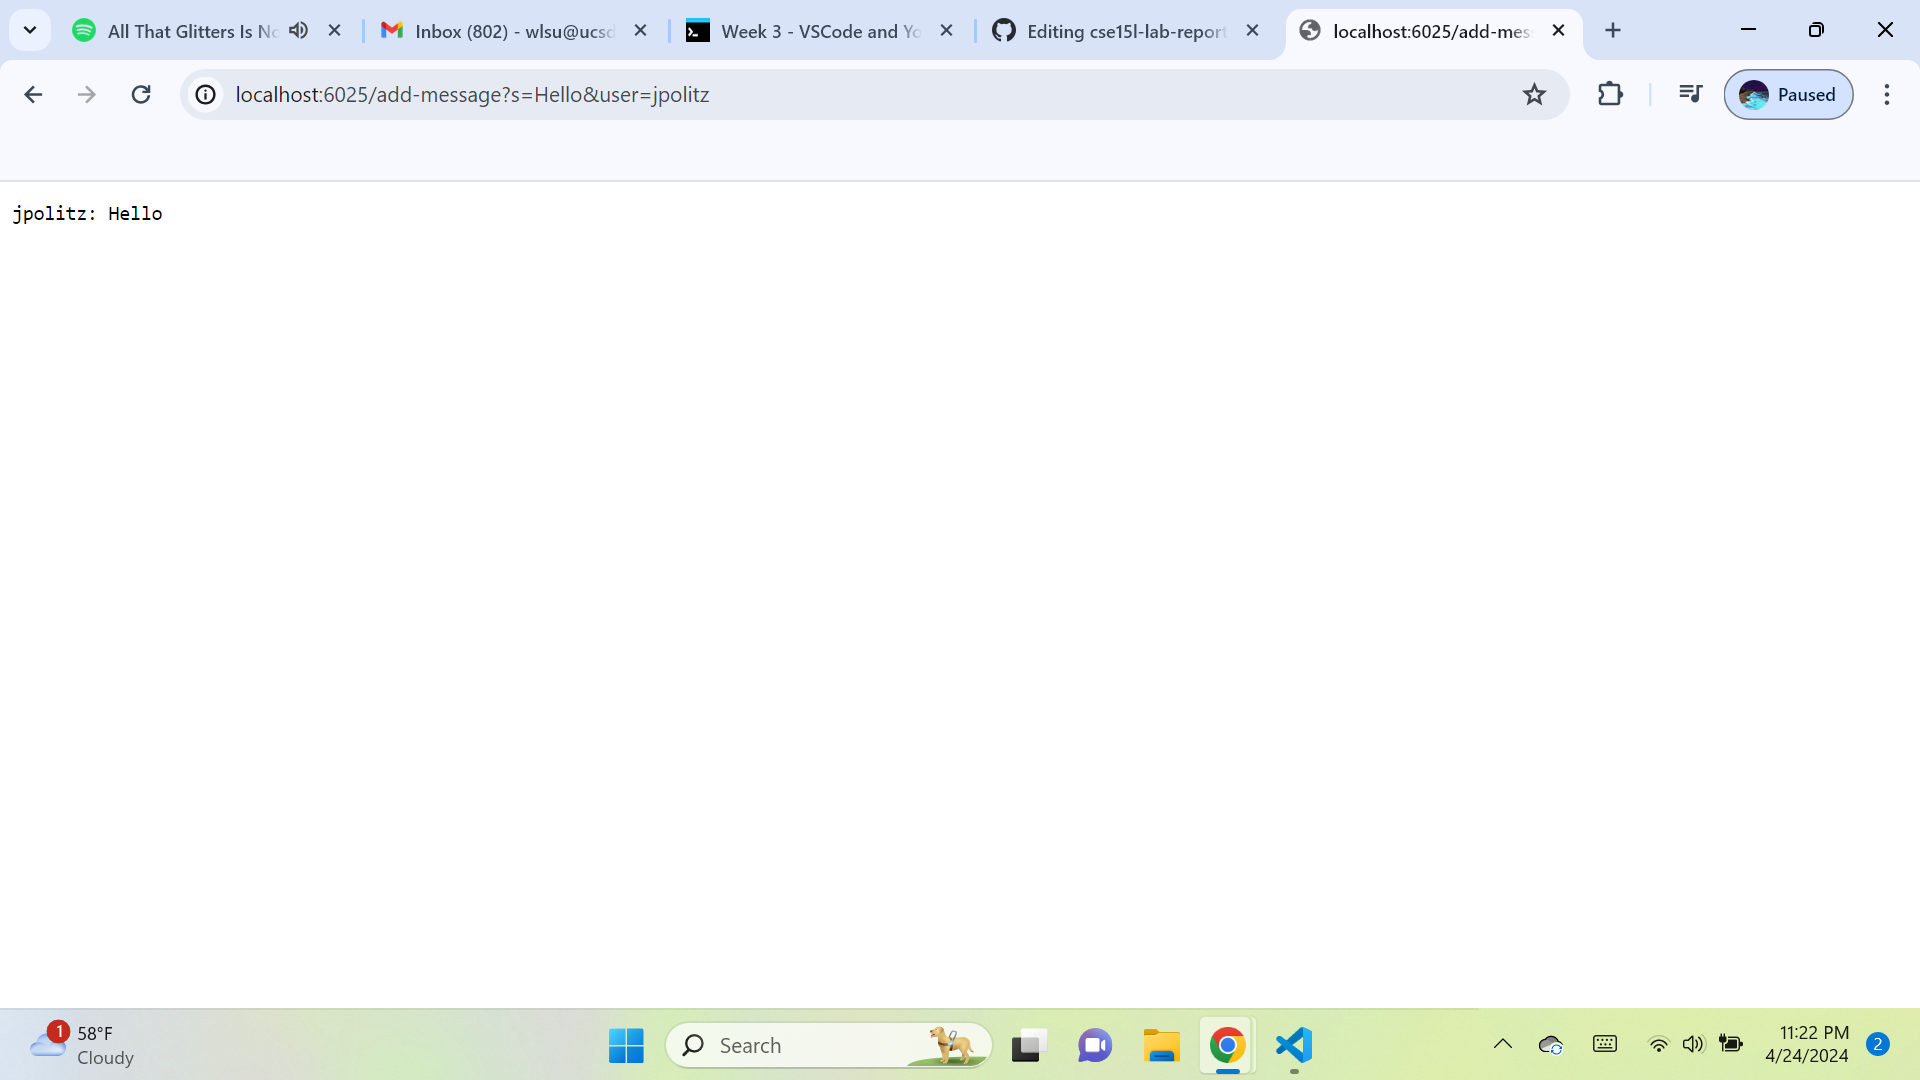 All That Glitters Is No
Inbox (802) - wlsu@ucsd
Week 3 - VSCode and Yo
Editing cse15l-lab-report
localhost:6025/add-mes
localhost:6025/add-message?s=Hello&user=jpolitz
Paused
jpolitz: Hello
1
58°F
Cloudy
Search
11:22 PM
4/24/2024
2